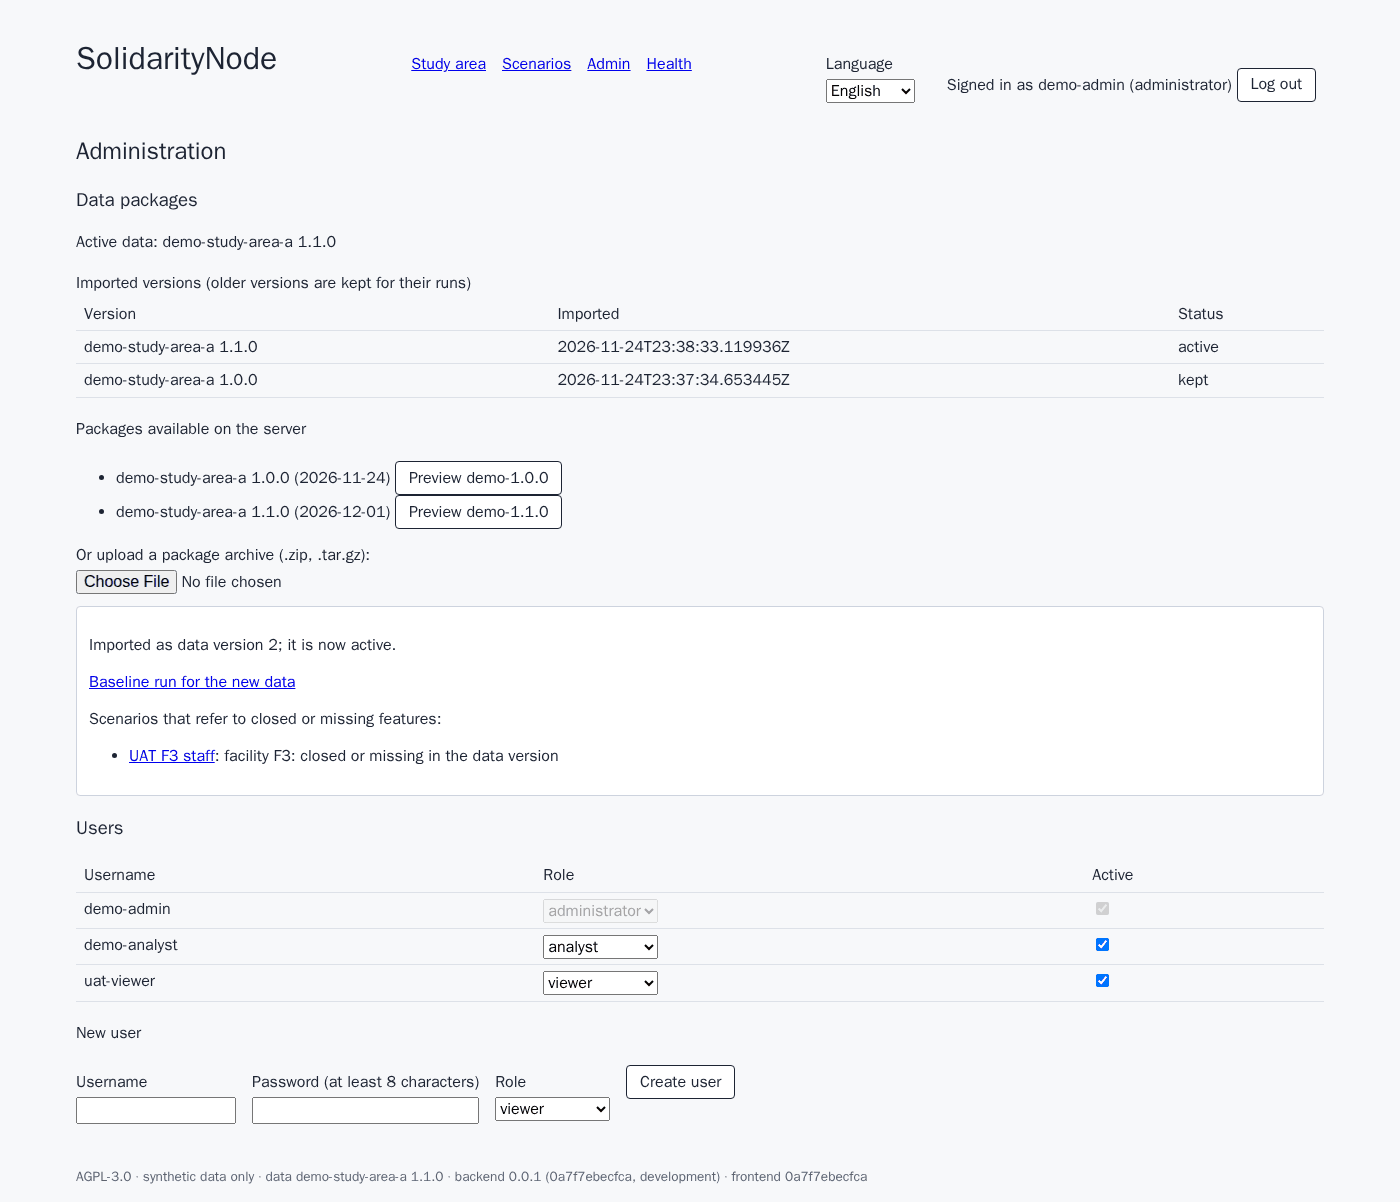 SolidarityNode
Study area Scenarios Admin Health
Language
English
Signed in as demo-admin (administrator) Log out
Administration
Data packages
Active data: demo-study-area-a 1.1.0
Imported versions (older versions are kept for their runs)
Version Imported Status
demo-study-area-a 1.1.0 2026-11-24T23:38:33.119936Z active
demo-study-area-a 1.0.0 2026-11-24T23:37:34.653445Z kept
Packages available on the server
demo-study-area-a 1.0.0 (2026-11-24) Preview demo-1.0.0
demo-study-area-a 1.1.0 (2026-12-01) Preview demo-1.1.0
Or upload a package archive (.zip, .tar.gz):
Choose File No file chosen
Imported as data version 2; it is now active.
Baseline run for the new data
Scenarios that refer to closed or missing features:
UAT F3 staff: facility F3: closed or missing in the data version
Users
Username Role Active
demo-admin administrator
demo-analyst analyst
uat-viewer viewer
New user
Username Password (at least 8 characters) Role Create user
viewer
AGPL-3.0 · synthetic data only · data demo-study-area-a 1.1.0 · backend 0.0.1 (0a7f7ebecfca, development) · frontend 0a7f7ebecfca